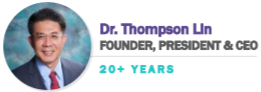 Dr. Thompson Lin
FOUNDER, PRESIDENT & CEO
20+ YEARS